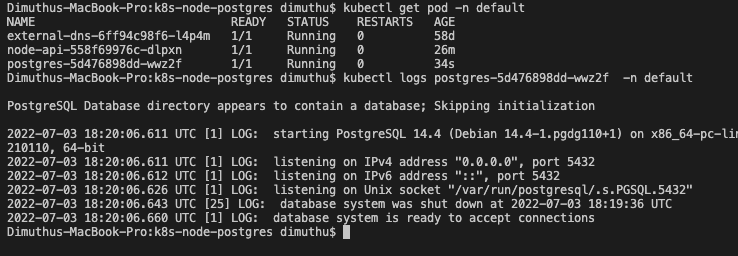 Dimuthus-MacBook-Pro:k8s-node-postgres dimuthu$ kubectl get pod -n default
NAME                            READY   STATUS    RESTARTS   AGE
external-dns-6ff94c98f6-l4p4m   1/1     Running   0          58d
node-api-558f69976c-dlpxn       1/1     Running   0          26m
postgres-5d476898dd-wwz2f       1/1     Running   0          34s
Dimuthus-MacBook-Pro:k8s-node-postgres dimuthu$ kubectl logs postgres-5d476898dd-wwz2f  -n default
PostgreSQL Database directory appears to contain a database; Skipping initialization
2022-07-03 18:20:06.611 UTC [1] LOG:  starting PostgreSQL 14.4 (Debian 14.4-1.pgdg110+1) on x86_64-pc-lin
210110, 64-bit
2022-07-03 18:20:06.611 UTC [1] LOG:  listening on IPv4 address "0.0.0.0", port 5432
2022-07-03 18:20:06.612 UTC [1] LOG:  listening on IPv6 address "::", port 5432
2022-07-03 18:20:06.626 UTC [1] LOG:  listening on Unix socket "/var/run/postgresql/.s.PGSQL.5432"
2022-07-03 18:20:06.643 UTC [25] LOG:  database system was shut down at 2022-07-03 18:19:36 UTC
2022-07-03 18:20:06.660 UTC [1] LOG:  database system is ready to accept connections
Dimuthus-MacBook-Pro:k8s-node-postgres dimuthu$